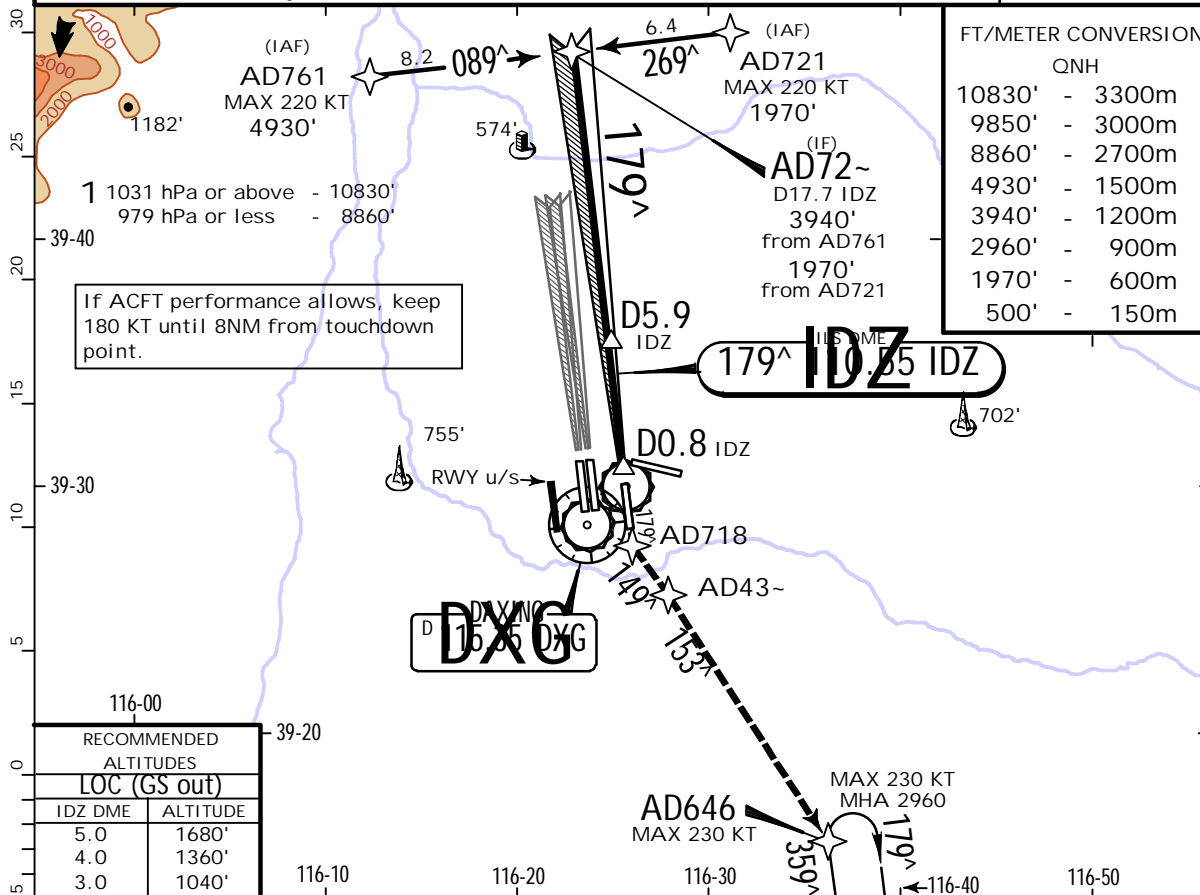 30
25
20
15
10
5
0
5
1000
3000
2000
1182'
(IAF)
AD761
MAX 220 KT
4930'
8.2
089^
6.4
269^
(IAF)
AD721
MAX 220 KT
1970'
574'
179^
(IF)
AD72~
D17.7 IDZ
3940'
from AD761
1970'
from AD721
FT/METER CONVERSION
QNH
10830' - 3300m
9850' - 3000m
8860' - 2700m
4930' - 1500m
3940' - 1200m
2960' - 900m
1970' - 600m
500' - 150m
1 1031 hPa or above - 10830'
979 hPa or less - 8860'
39-40
If ACFT performance allows, keep
180 KT until 8NM from touchdown
point.
D5.9
IDZ
ILS DME
179^ IDZ
IDZ
702'
755'
D0.8 IDZ
39-30
RWY u/s
179^
AD718
149^
AD43~
153^
DAXING
D DXG
DXG
116-00
39-20
RECOMMENDED
ALTITUDES
LOC (GS out)
IDZ DME ALTITUDE
5.0 1680'
4.0 1360'
3.0 1040'
AD646
MAX 230 KT
MAX 230 KT
MHA 2960
179^
359^
116-10
116-20
116-30
116-40
116-50